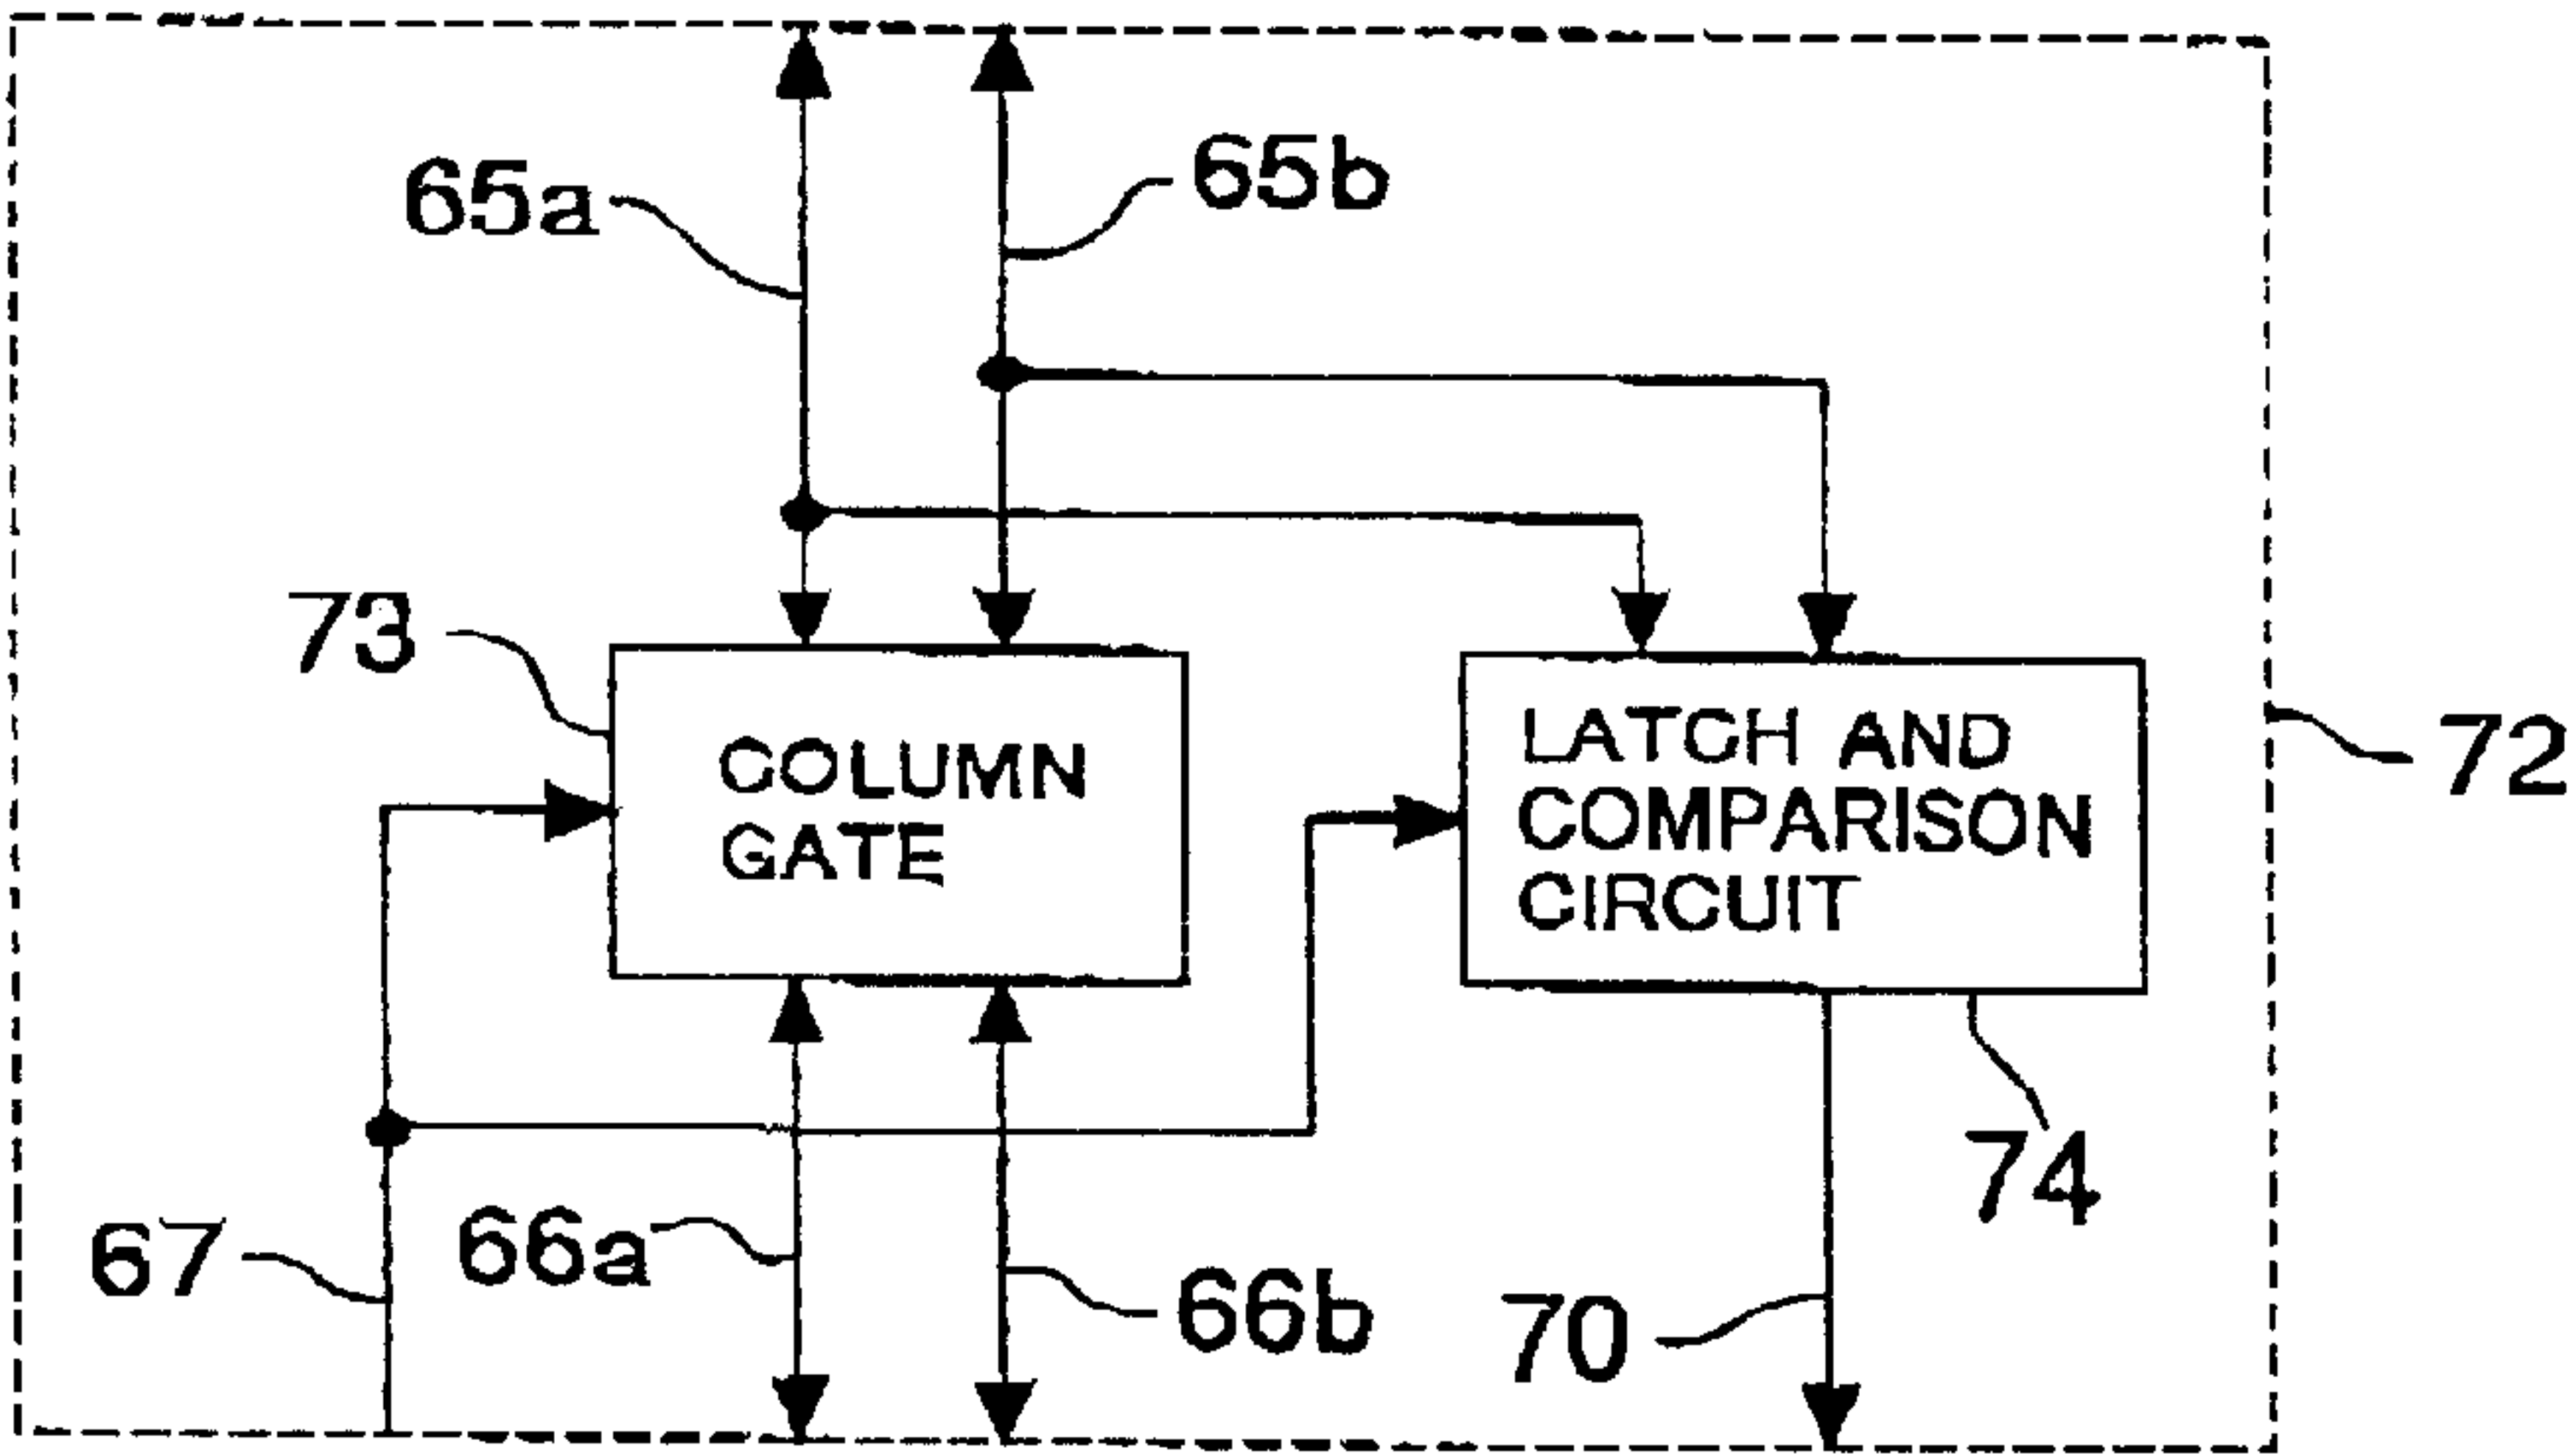 65a
65b
73
COLUMN
GATE
LATCH AND
COMPARISON
CIRCUIT
72
74
67
66a
66b
70